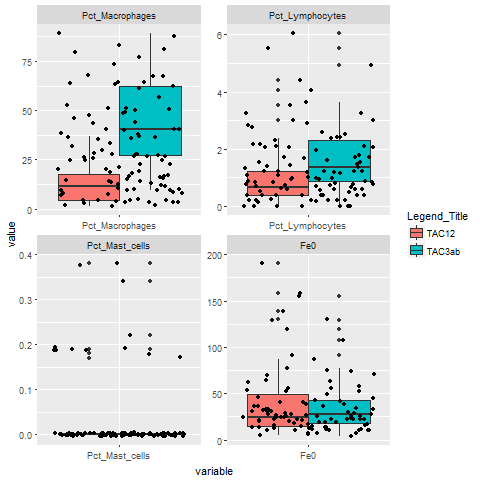 Pct_Macrophages
Pct_Lymphocytes
75
50
25
0
6
4
2
0
Pct_Macrophages
Pct_Lymphocytes
value
Legend_Title
TAC12
TAC3ab
Pct_Mast_cells
Fe0
0.4
0.3
0.2
0.1
0.0
200
150
100
50
0
Pct_Mast_cells
Fe0
variable